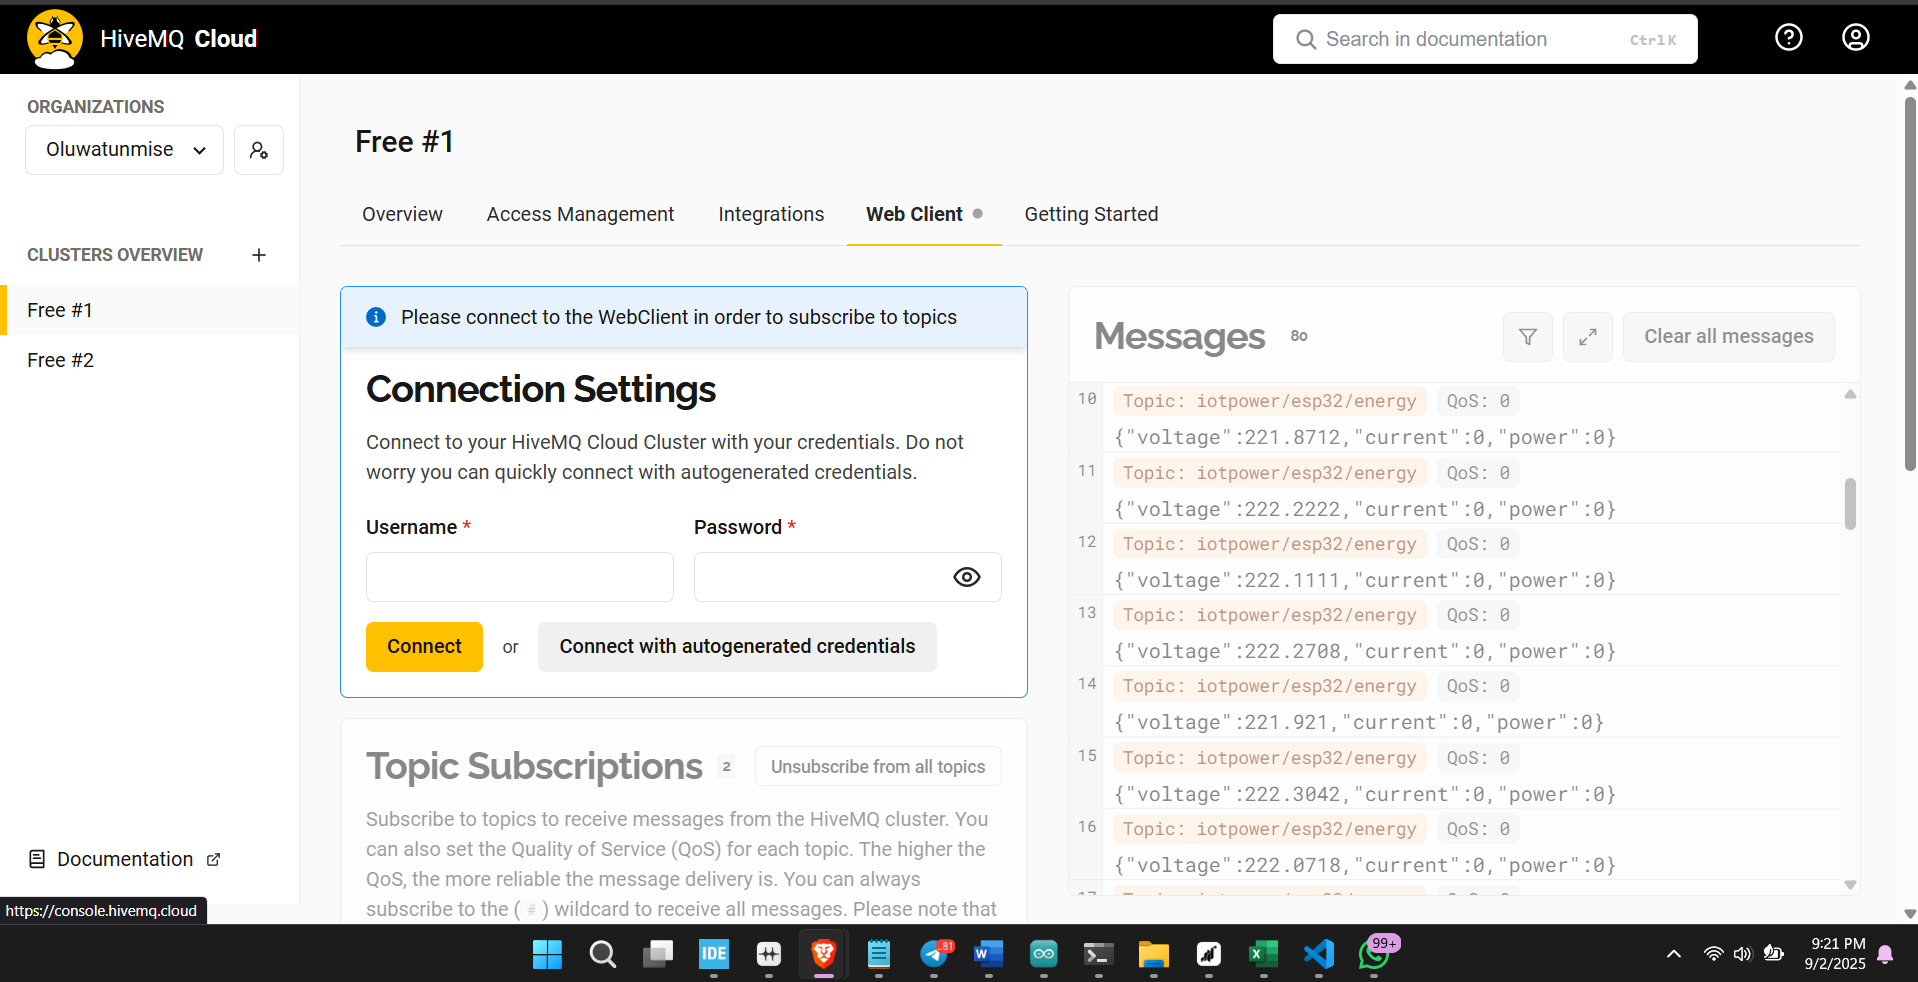 HiveMQ Cloud
Search in documentation
Ctrl K
ORGANIZATIONS
Oluwatunmise
CLUSTERS OVERVIEW
Free #1
Free #2
Documentation
https://console.hivemq.cloud
Free #1
Overview
Access Management
Integrations
Web Client
Getting Started
Please connect to the WebClient in order to subscribe to topics
Connection Settings
Connect to your HiveMQ Cloud Cluster with your credentials. Do not
worry you can quickly connect with autogenerated credentials.
Username *
Password *
Connect
or
Connect with autogenerated credentials
Topic Subscriptions 2
Unsubscribe from all topics
Subscribe to topics to receive messages from the HiveMQ cluster. You
can also set the Quality of Service (QoS) for each topic. The higher the
QoS, the more reliable the message delivery is. You can always
subscribe to the ( # ) wildcard to receive all messages. Please note that
Messages 80
Clear all messages
10 Topic: iotpower/esp32/energy QoS: 0
{"voltage":221.8712,"current":0,"power":0}
11 Topic: iotpower/esp32/energy QoS: 0
{"voltage":222.2222,"current":0,"power":0}
12 Topic: iotpower/esp32/energy QoS: 0
{"voltage":222.1111,"current":0,"power":0}
13 Topic: iotpower/esp32/energy QoS: 0
{"voltage":222.2708,"current":0,"power":0}
14 Topic: iotpower/esp32/energy QoS: 0
{"voltage":221.921,"current":0,"power":0}
15 Topic: iotpower/esp32/energy QoS: 0
{"voltage":222.3042,"current":0,"power":0}
16 Topic: iotpower/esp32/energy QoS: 0
{"voltage":222.0718,"current":0,"power":0}
IDE
81
W
X
99+
9:21 PM
9/2/2025